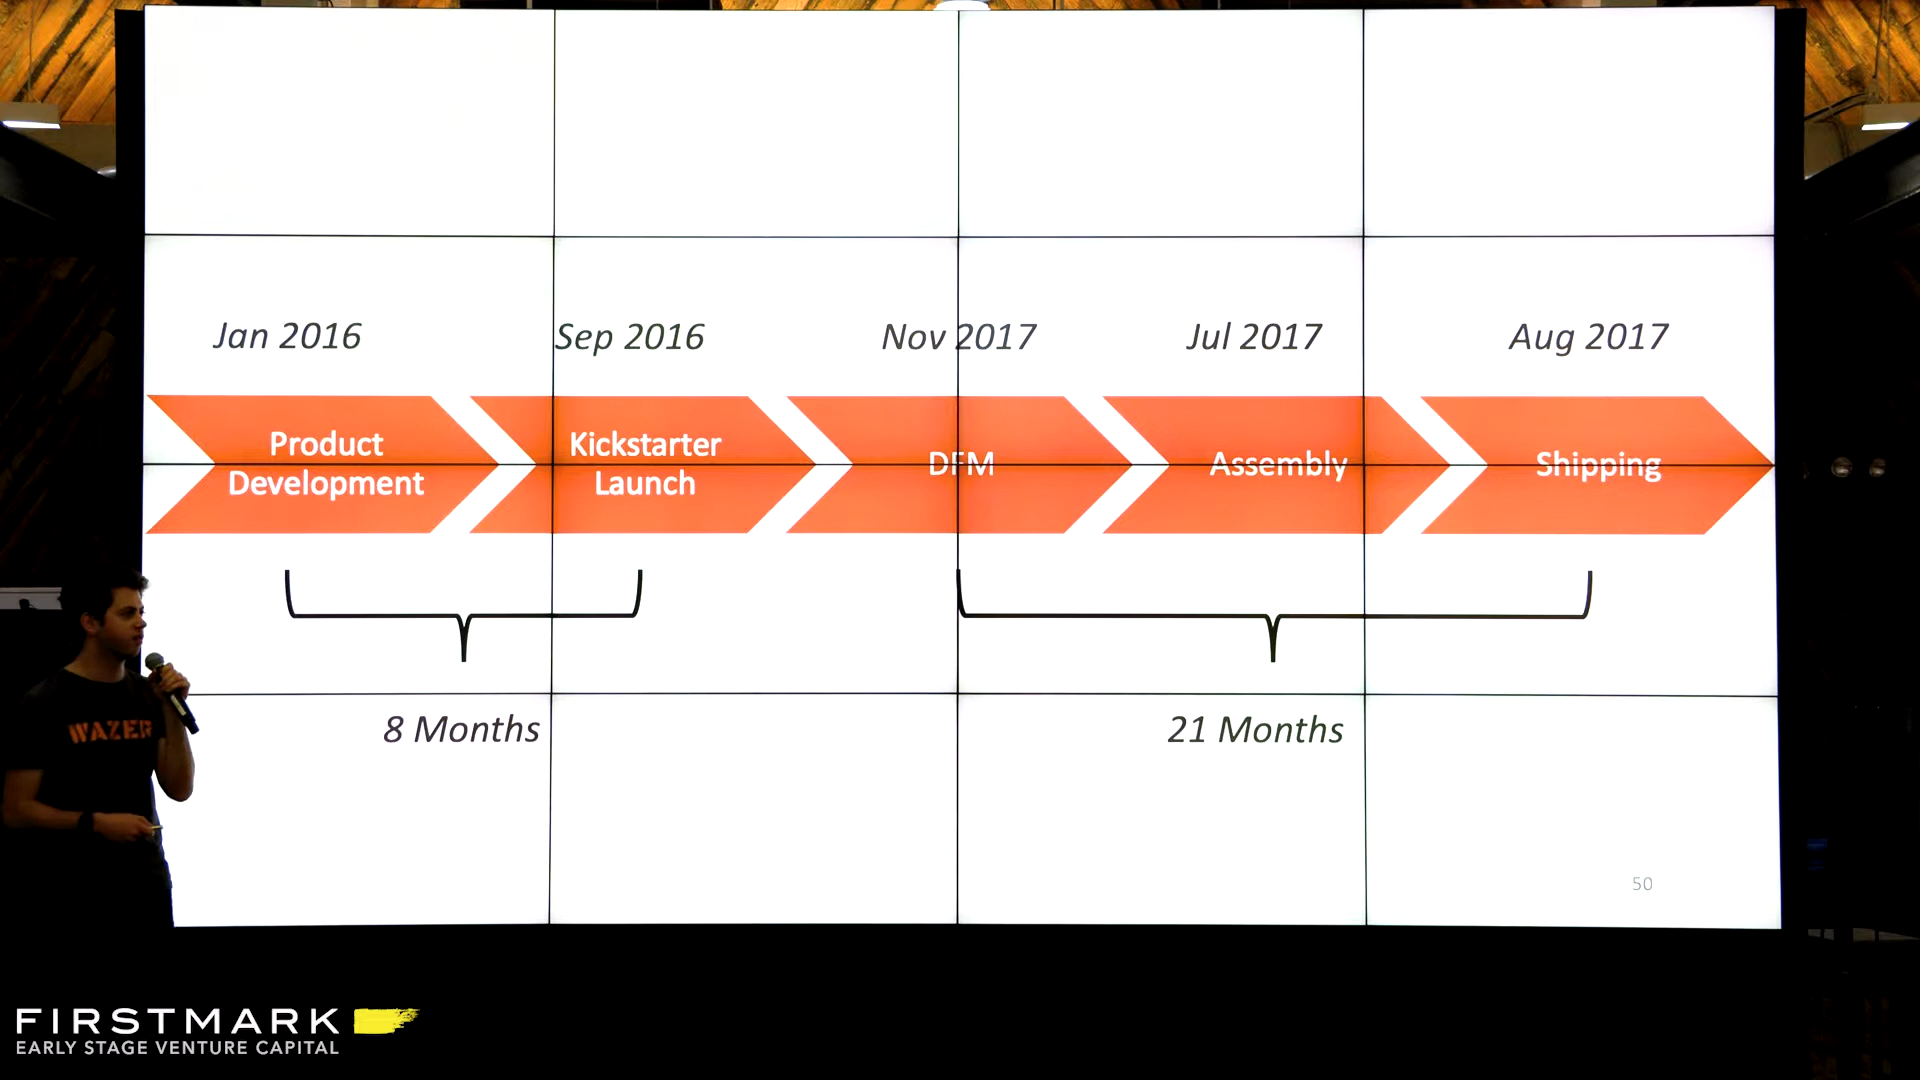 Jan 2016
Sep 2016
Nov 2017
Jul 2017
Aug 2017
Product
Development
Kickstarter
Launch
DFM
Assembly
Shipping
8 Months
21 Months
50
WAZER
FIRSTMARK
EARLY STAGE VENTURE CAPITAL